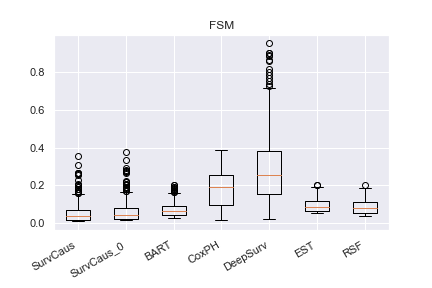 FSM
0.8
0.6
0.4
0.2
0.0
SurvCaus
SurvCaus_0
BART
CoxPH
DeepSurv
EST
RSF